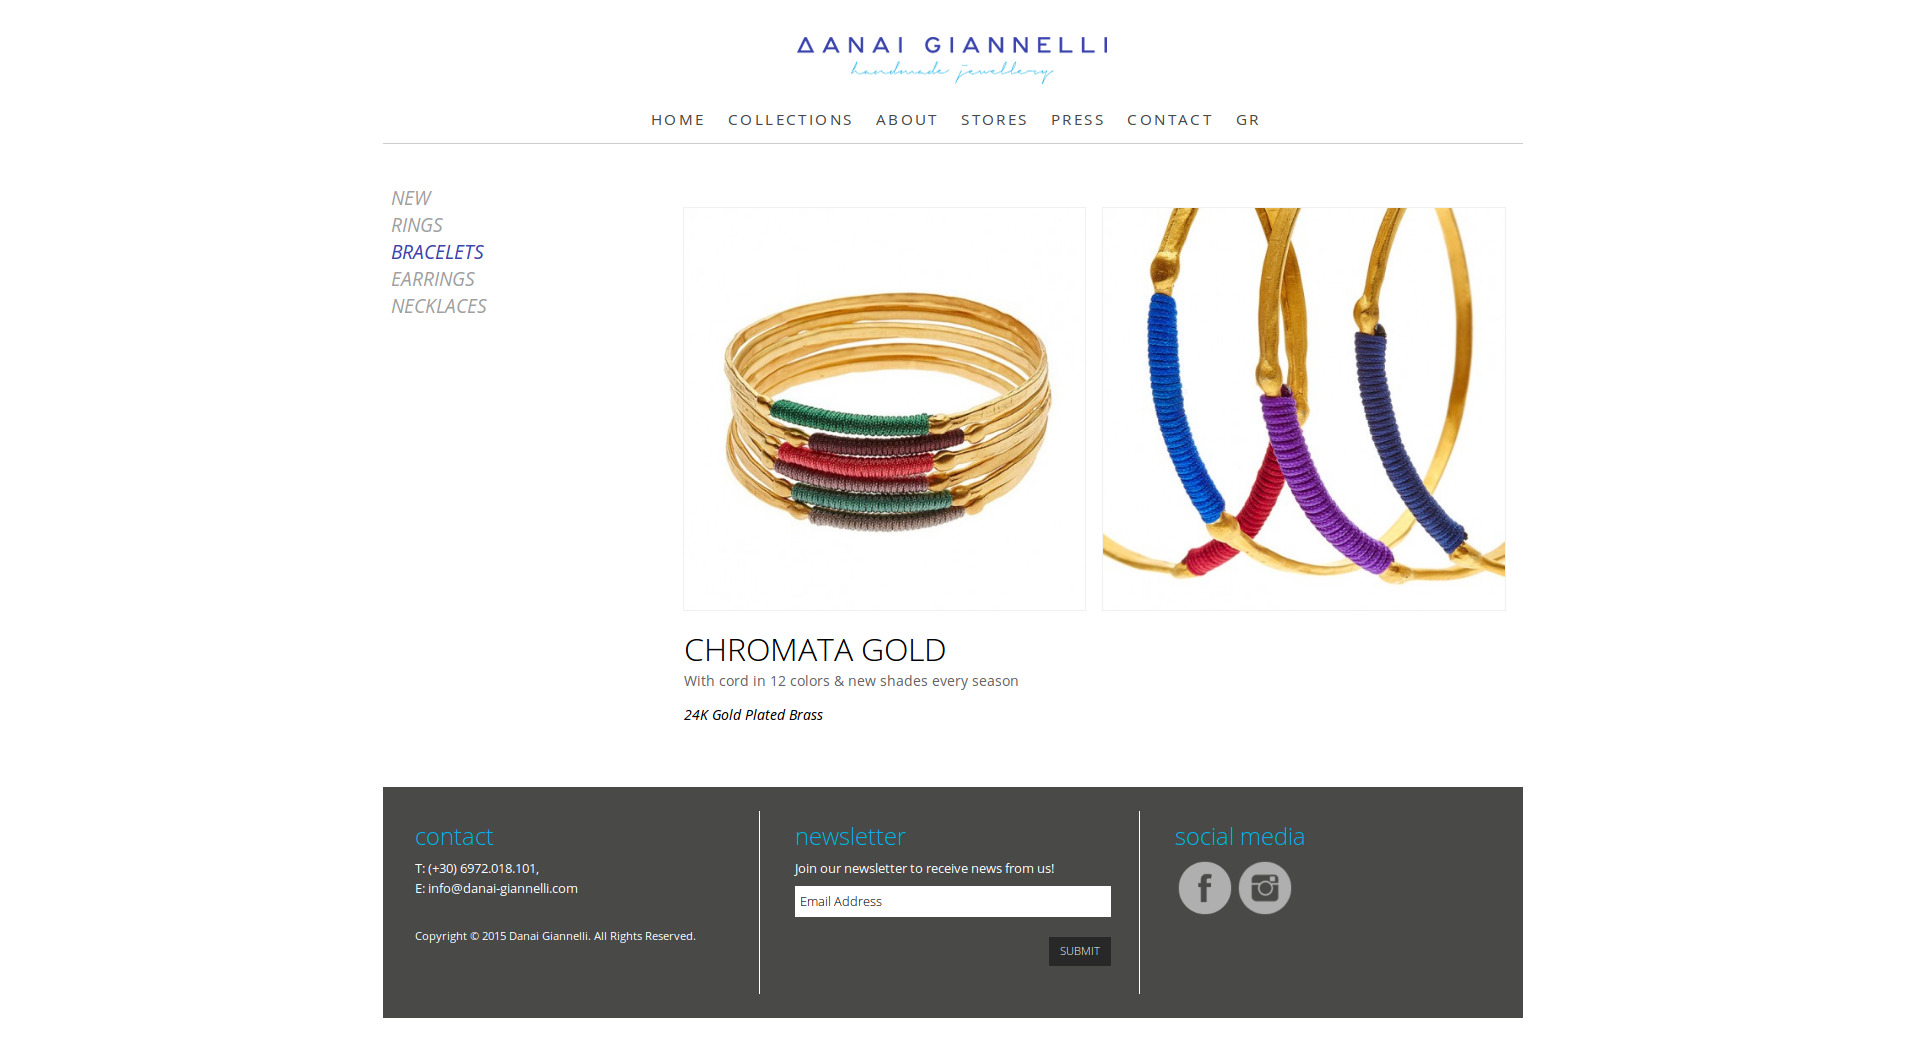 ΔANAI GIANNELLI
handmade jewellery
HOME COLLECTIONS ABOUT STORES PRESS CONTACT GR
NEW
RINGS
BRACELETS
EARRINGS
NECKLACES
CHROMATA GOLD
With cord in 12 colors & new shades every season
24K Gold Plated Brass
contact
T: (+30) 6972.018.101,
E: info@danai-giannelli.com
Copyright © 2015 Danai Giannelli. All Rights Reserved.
newsletter
Join our newsletter to receive news from us!
Email Address
SUBMIT
social media